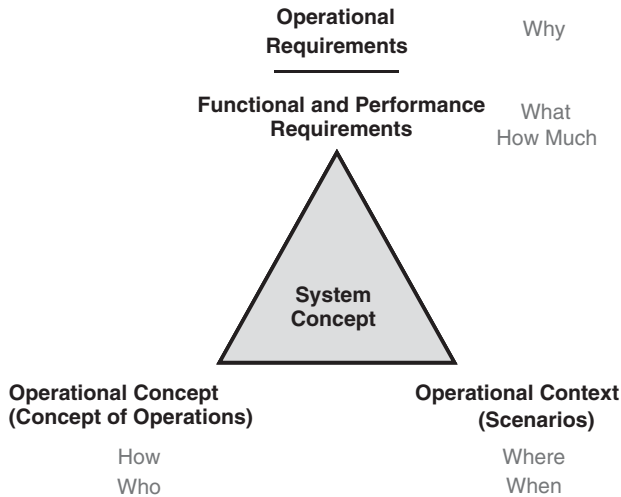 Operational
Requirements
Why
Functional and Performance
Requirements
What
How Much
System
Concept
Operational Concept
(Concept of Operations)
How
Who
Operational Context
(Scenarios)
Where
When